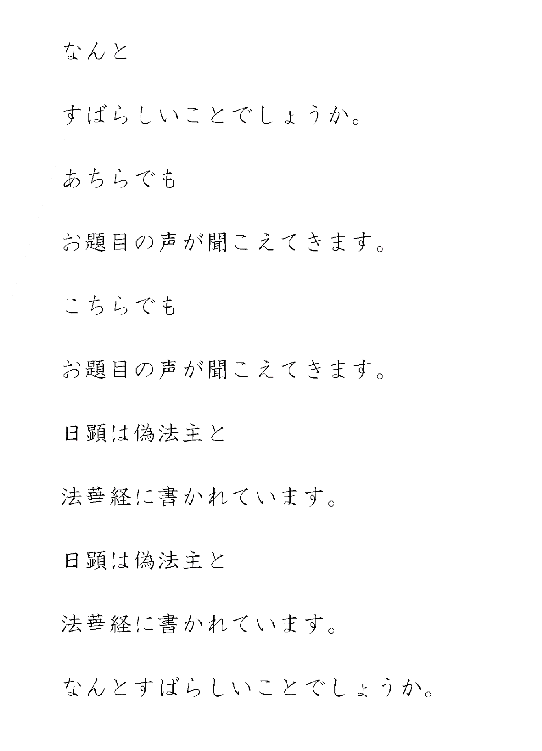 なんと
すばらしいことでしょうか。
あちらでも
お題目の声が聞こえてきます。
こちらでも
お題目の声が聞こえてきます。
日顕は偽法主と
法華経に書かれています。
日顕は偽法主と
法華経に書かれています。
なんとすばらしいことでしょうか。